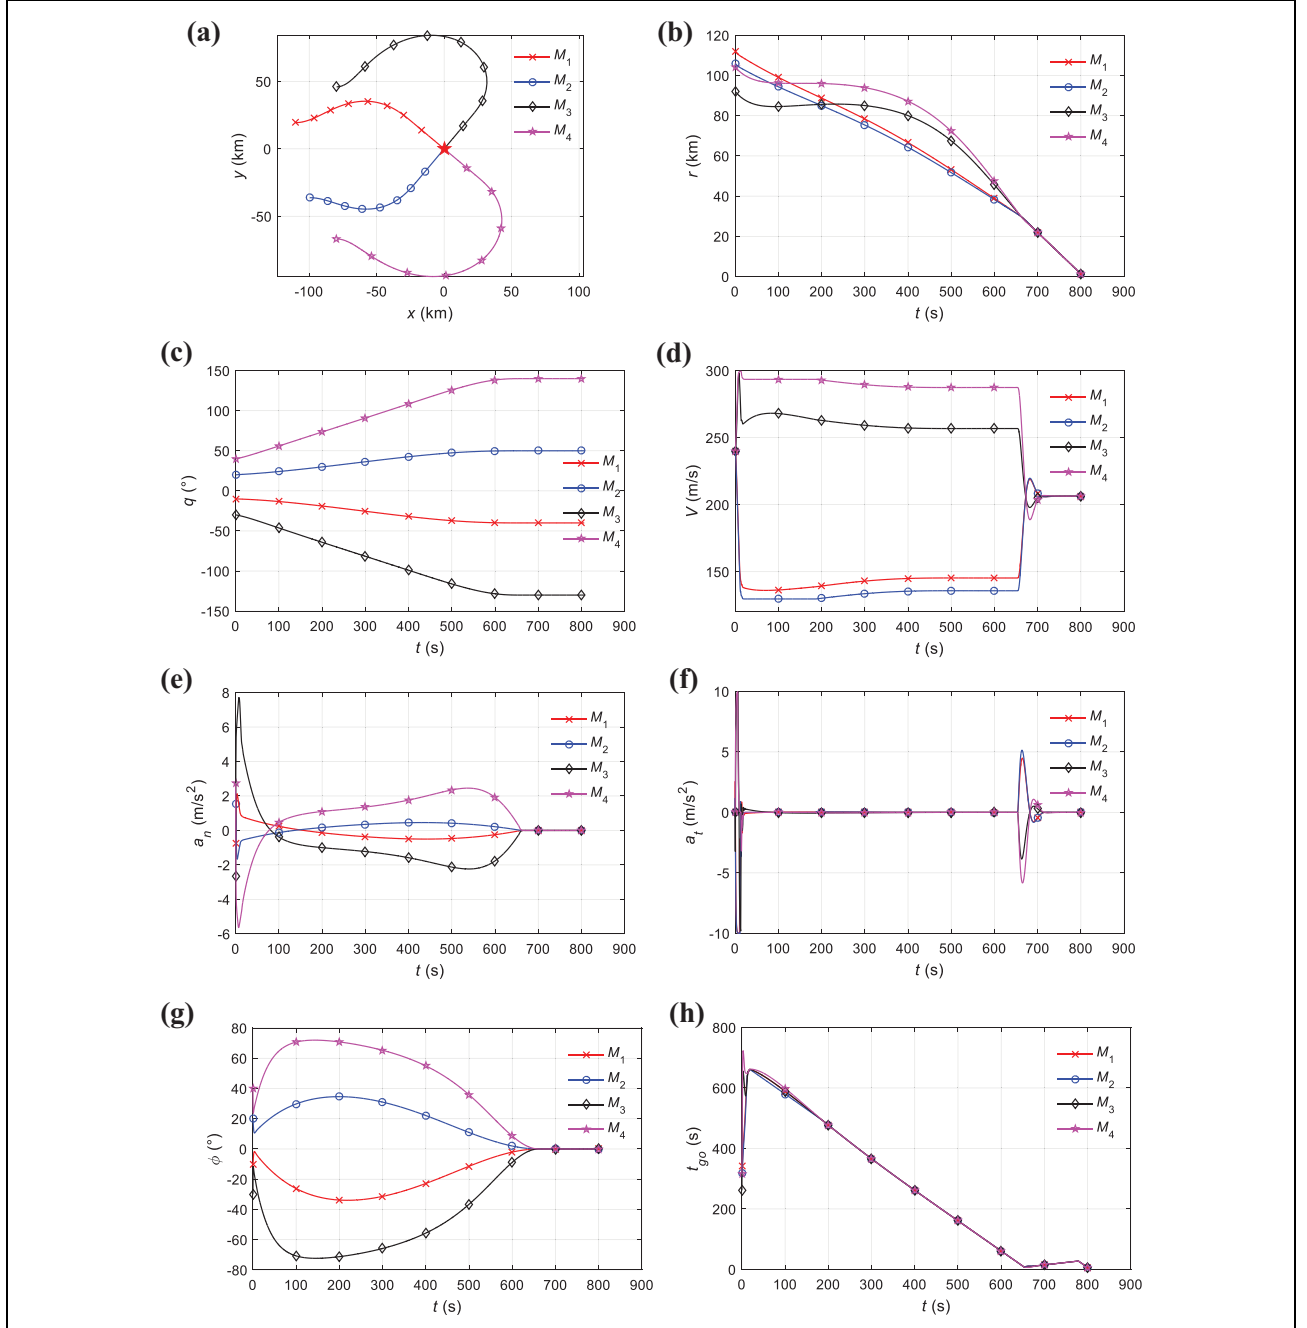 (a)
y (km)
50
0
-50
-100
-50
0
50
100
x (km)
M1
M2
M3
M4
(b)
r (km)
120
100
80
60
40
20
0
0 100 200 300 400 500 600 700 800 900
t (s)
M1
M2
M3
M4
(c)
q (°)
150
100
50
0
-50
-100
-150
0 100 200 300 400 500 600 700 800 900
t (s)
M1
M2
M3
M4
(d)
V (m/s)
300
250
200
150
0 100 200 300 400 500 600 700 800 900
t (s)
M1
M2
M3
M4
(e)
an (m/s2)
8
6
4
2
0
-2
-4
-6
0 100 200 300 400 500 600 700 800 900
t (s)
M1
M2
M3
M4
(f)
at (m/s2)
10
5
0
-5
-10
0 100 200 300 400 500 600 700 800 900
t (s)
M1
M2
M3
M4
(g)
ϕ (°)
80
60
40
20
0
-20
-40
-60
-80
0 100 200 300 400 500 600 700 800 900
t (s)
M1
M2
M3
M4
(h)
tgo (s)
800
600
400
200
0
0 100 200 300 400 500 600 700 800 900
t (s)
M1
M2
M3
M4